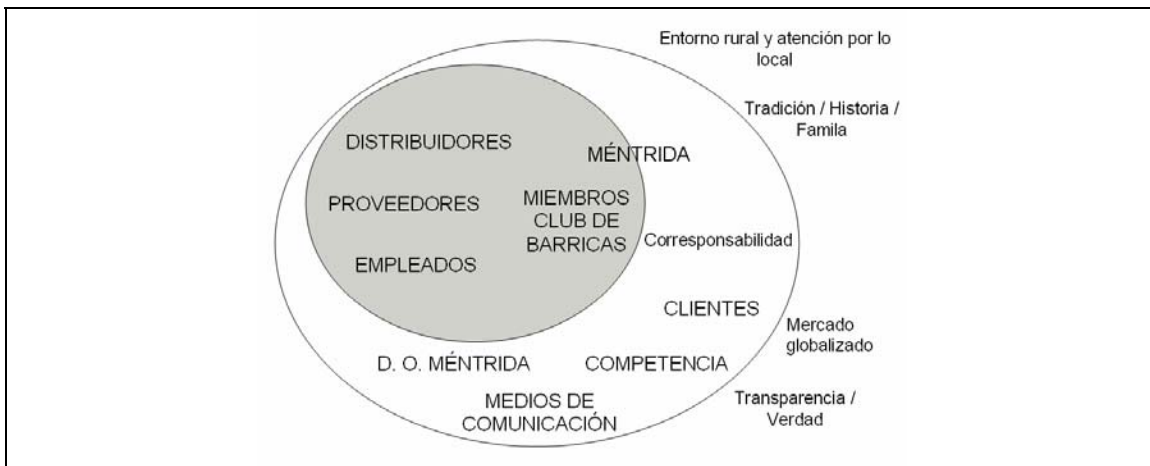 Entorno rural y atención por lo
local
Tradición / Historia /
Famila
DISTRIBUIDORES
MÉNTRIDA
PROVEEDORES
MIEMBROS
CLUB DE
BARRICAS
Corresponsabilidad
EMPLEADOS
CLIENTES
Mercado
globalizado
D. O. MÉNTRIDA
COMPETENCIA
Transparencia /
Verdad
MEDIOS DE
COMUNICACIÓN